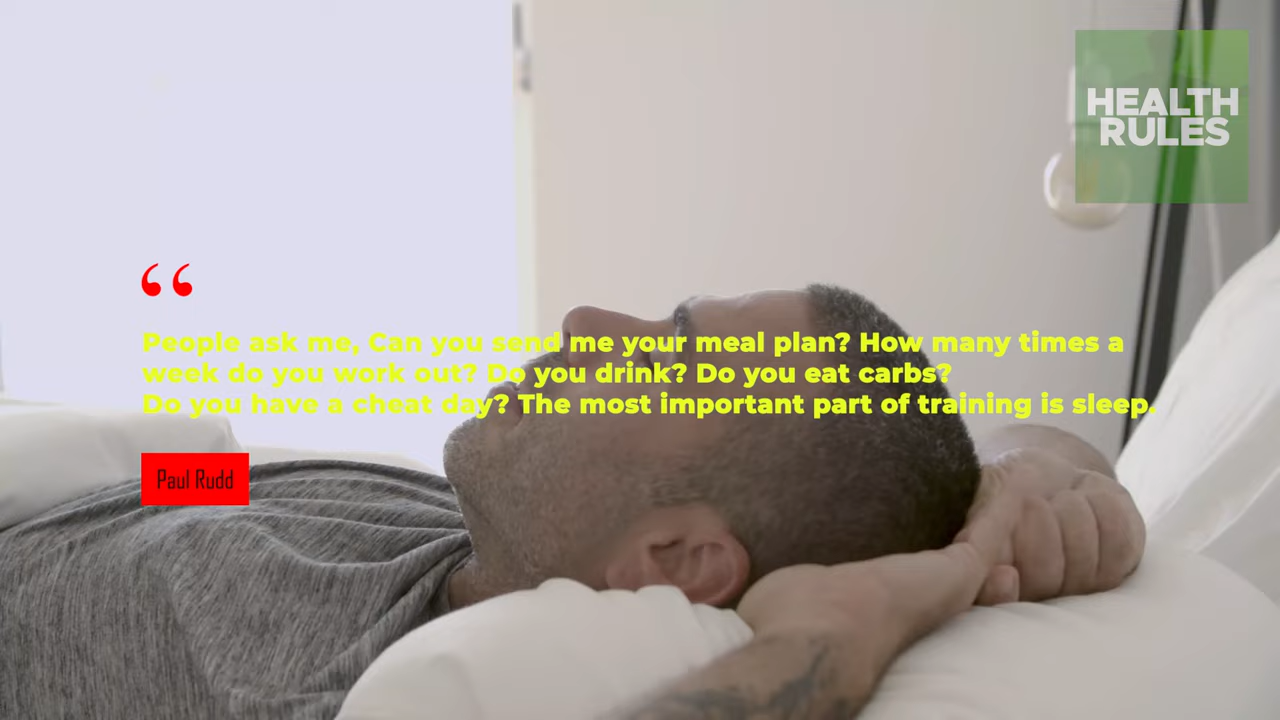 HEALTH
RULES
“
People ask me, Can you send me your meal plan? How many times a
week do you work out? Do you drink? Do you eat carbs?
Do you have a cheat day? The most important part of training is sleep.
Paul Rudd